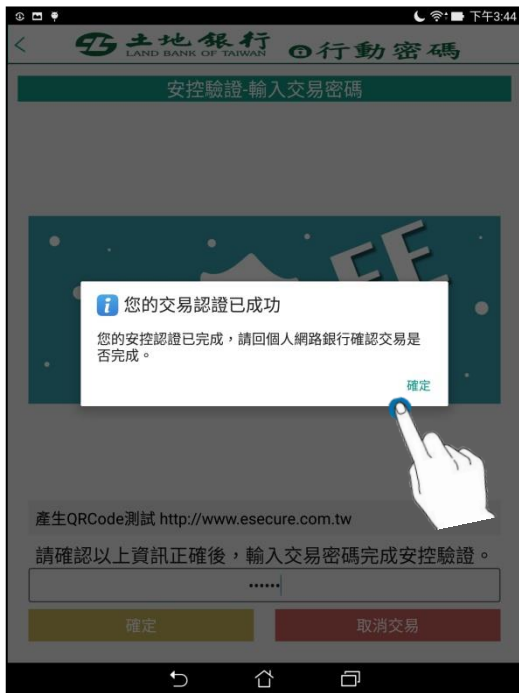 下午3:44
土地銀行 行動密碼
LAND BANK OF TAIWAN
安控驗證-輸入交易密碼
FE
您的交易認證已成功
您的安控認證已完成，請回個人網路銀行確認交易是
否完成。
確定
產生QRCode測試 http://www.esecure.com.tw
請確認以上資訊正確後，輸入交易密碼完成安控驗證。
••••••
確定 取消交易